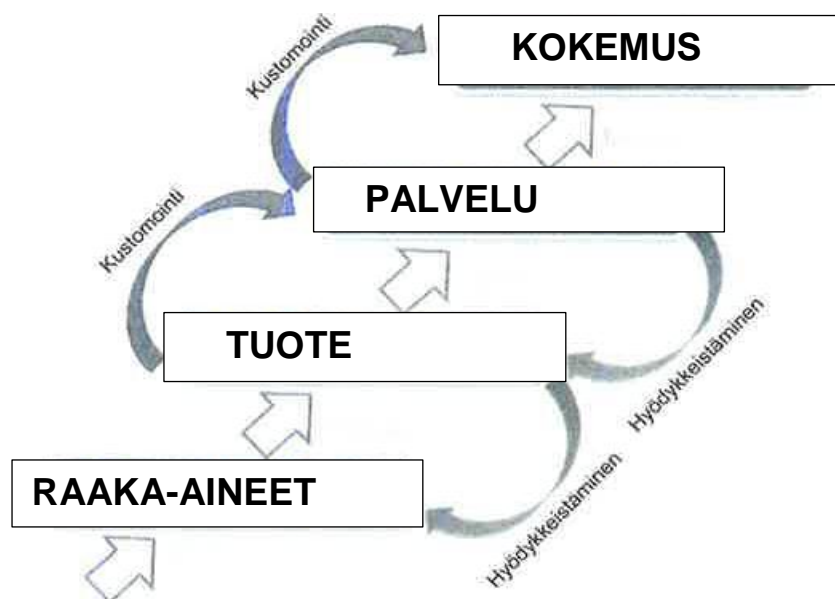 KOKEMUS
Kustomointi
PALVELU
Kustomointi
TUOTE
Hyödykkeistäminen
RAAKA-AINEET
Hyödykkeistäminen